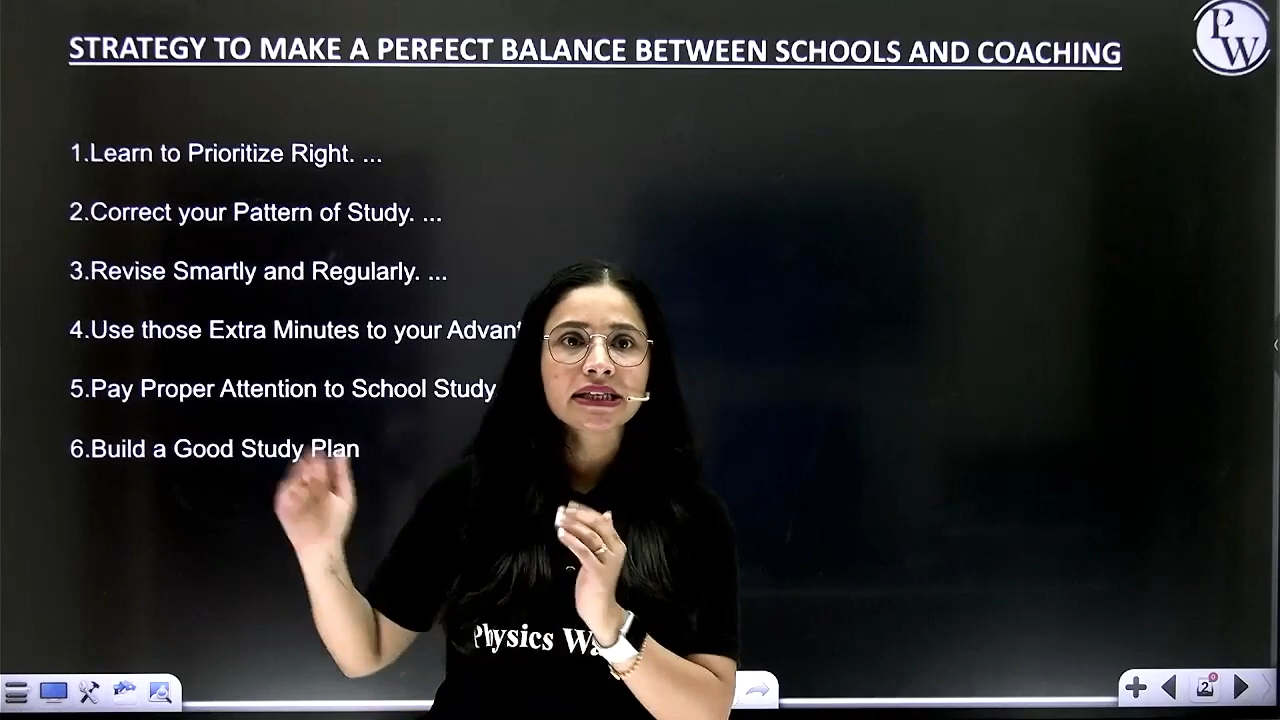 STRATEGY TO MAKE A PERFECT BALANCE BETWEEN SCHOOLS AND COACHING
PW
1.Learn to Prioritize Right. ...
2.Correct your Pattern of Study. ...
3.Revise Smartly and Regularly. ...
4.Use those Extra Minutes to your
5.Pay Proper Attention to School Study
6.Build a Good Study Plan
Physics
2